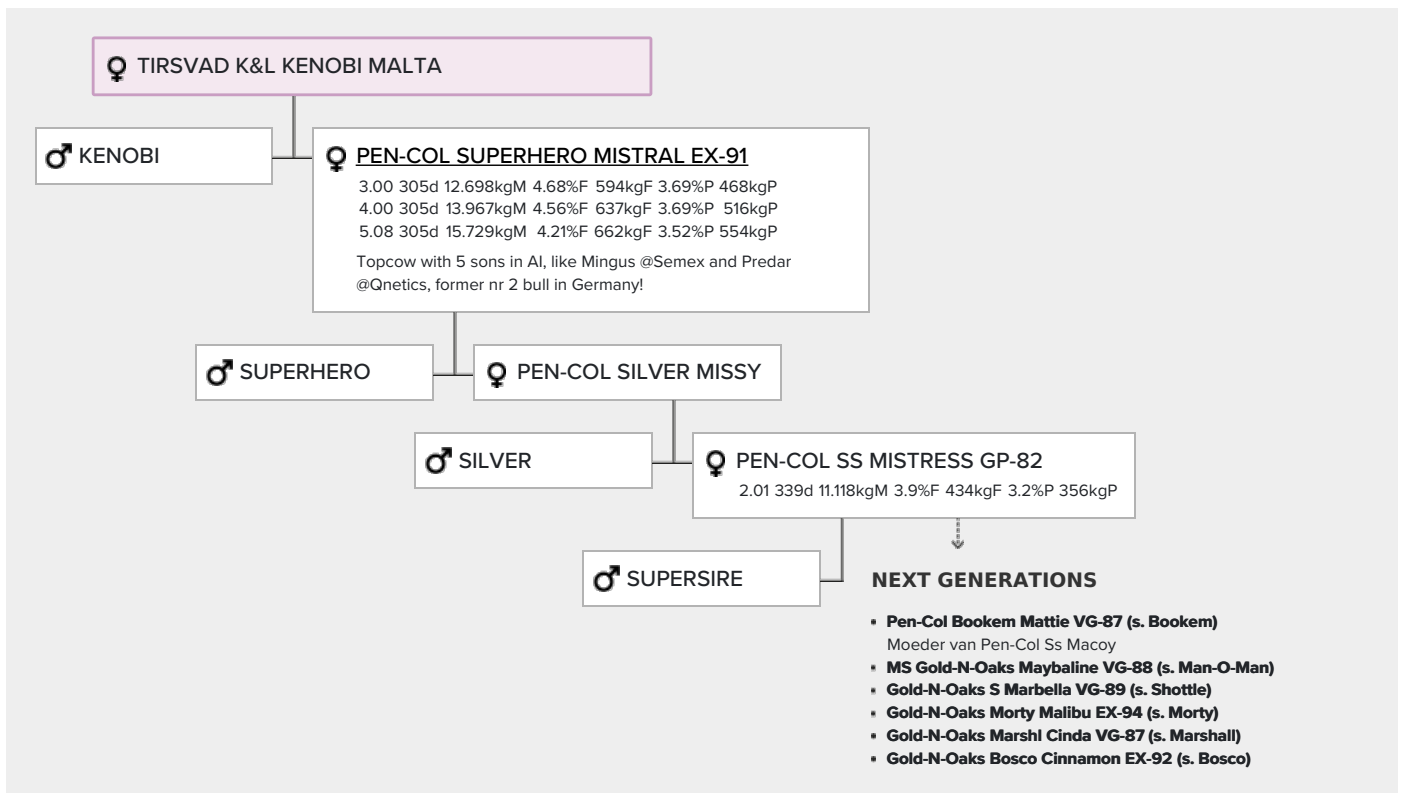 TIRSVAD K&L KENOBI MALTA
KENOBI
PEN-COL SUPERHERO MISTRAL EX-91
3.00 305d 12.698kgM 4.68%F 594kgF 3.69%P 468kgP
4.00 305d 13.967kgM 4.56%F 637kgF 3.69%P 516kgP
5.08 305d 15.729kgM 4.21%F 662kgF 3.52%P 554kgP
Topcow with 5 sons in AI, like Mingus @Semex and Predar
@Qnetics, former nr 2 bull in Germany!
SUPERHERO
PEN-COL SILVER MISSY
SILVER
PEN-COL SS MISTRESS GP-82
2.01 339d 11.118kgM 3.9%F 434kgF 3.2%P 356kgP
SUPERSIRE
NEXT GENERATIONS
Pen-Col Bookem Mattie VG-87 (s. Bookem)
Moeder van Pen-Col Ss Macoy
MS Gold-N-Oaks Maybaline VG-88 (s. Man-O-Man)
Gold-N-Oaks S Marbella VG-89 (s. Shottle)
Gold-N-Oaks Morty Malibu EX-94 (s. Morty)
Gold-N-Oaks Marshl Cinda VG-87 (s. Marshall)
Gold-N-Oaks Bosco Cinnamon EX-92 (s. Bosco)